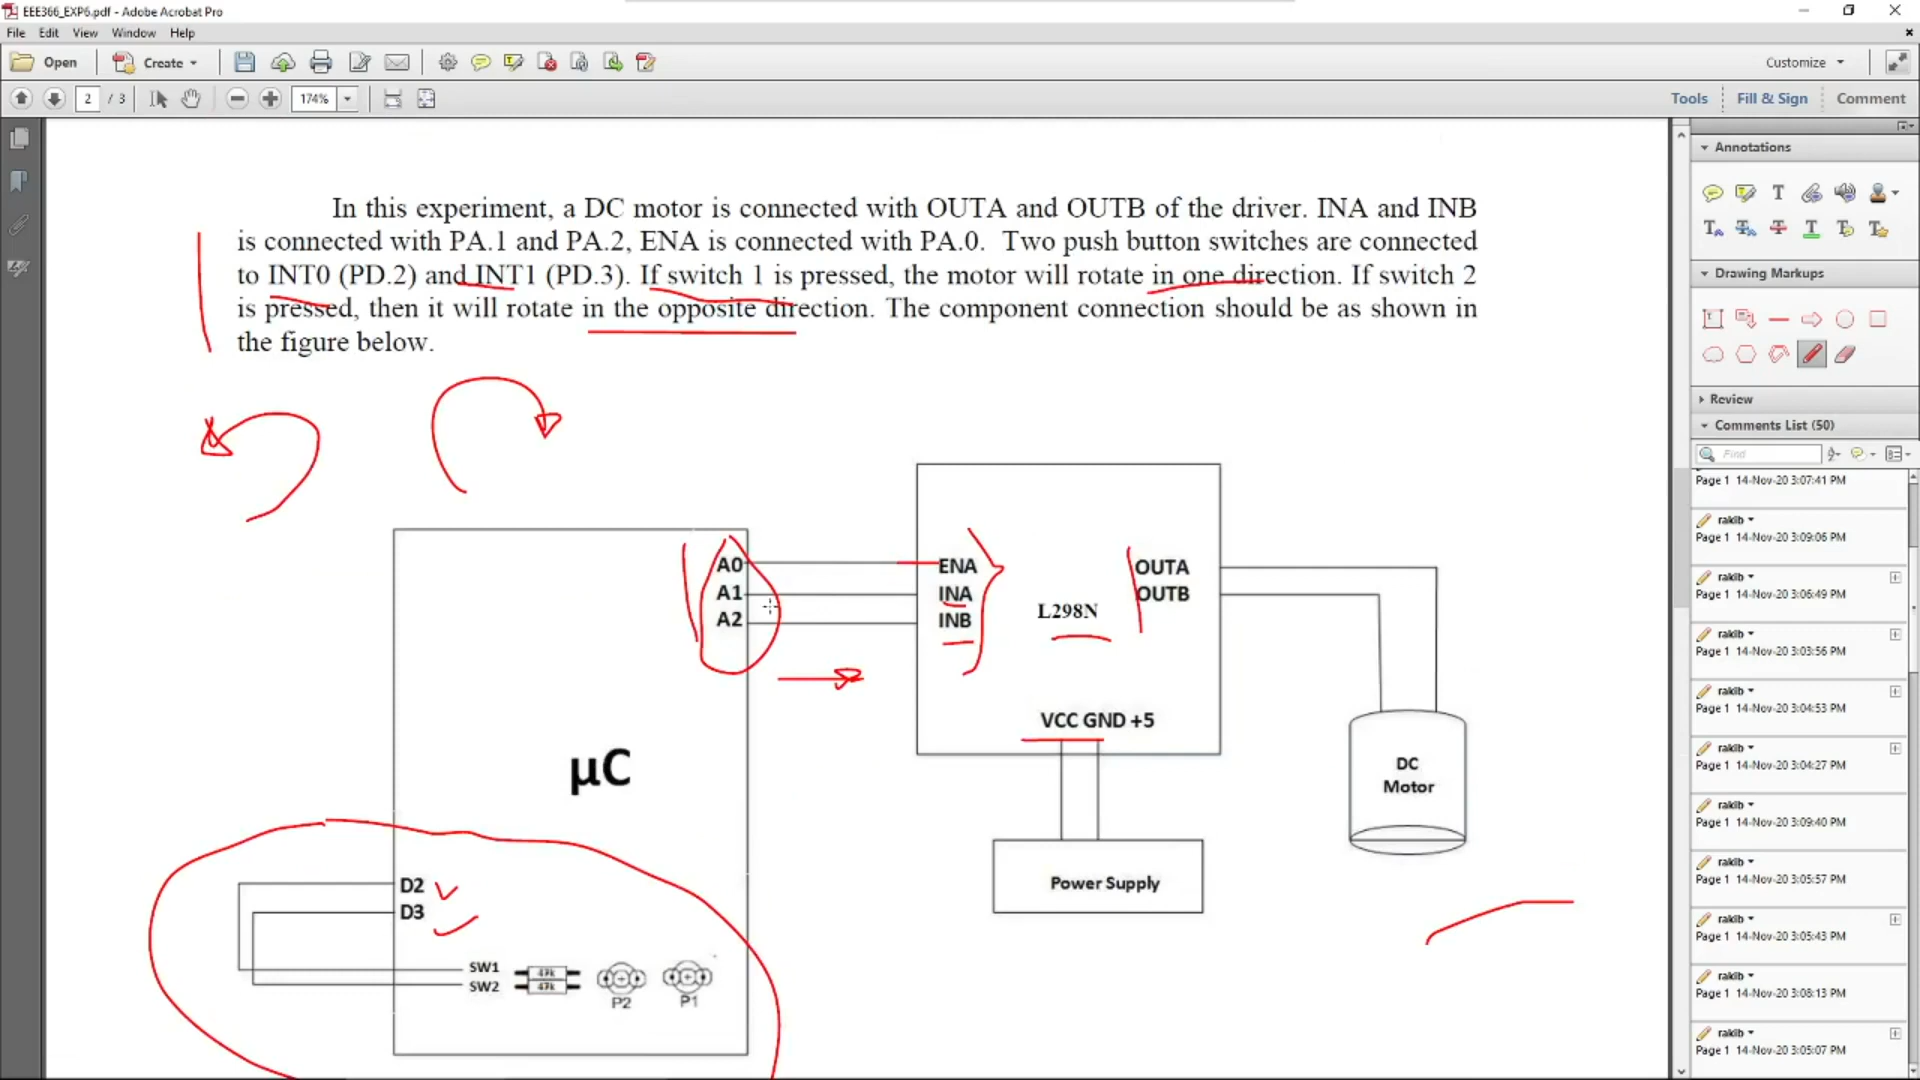 EEE366_EXP6.pdf - Adobe Acrobat Pro
File Edit View Window Help
Open Create Customize
2 / 3 174% Tools Fill & Sign Comment
In this experiment, a DC motor is connected with OUTA and OUTB of the driver. INA and INB
is connected with PA.1 and PA.2, ENA is connected with PA.0. Two push button switches are connected
to INT0 (PD.2) and INT1 (PD.3). If switch 1 is pressed, the motor will rotate in one direction. If switch 2
is pressed, then it will rotate in the opposite direction. The component connection should be as shown in
the figure below.
A0
A1
A2
µC
D2
D3
SW1
SW2
47k
47k
P2
P1
ENA
INA
INB
L298N
OUTA
OUTB
VCC GND +5
Power Supply
DC
Motor
Annotations
T
T T T T T T
Drawing Markups
Review
Comments List (50)
Find
Page 1 14-Nov-20 3:07:41 PM
rakib
Page 1 14-Nov-20 3:09:06 PM
rakib
Page 1 14-Nov-20 3:06:49 PM
rakib
Page 1 14-Nov-20 3:03:56 PM
rakib
Page 1 14-Nov-20 3:04:53 PM
rakib
Page 1 14-Nov-20 3:04:27 PM
rakib
Page 1 14-Nov-20 3:09:40 PM
rakib
Page 1 14-Nov-20 3:05:57 PM
rakib
Page 1 14-Nov-20 3:05:43 PM
rakib
Page 1 14-Nov-20 3:08:13 PM
rakib
Page 1 14-Nov-20 3:05:07 PM